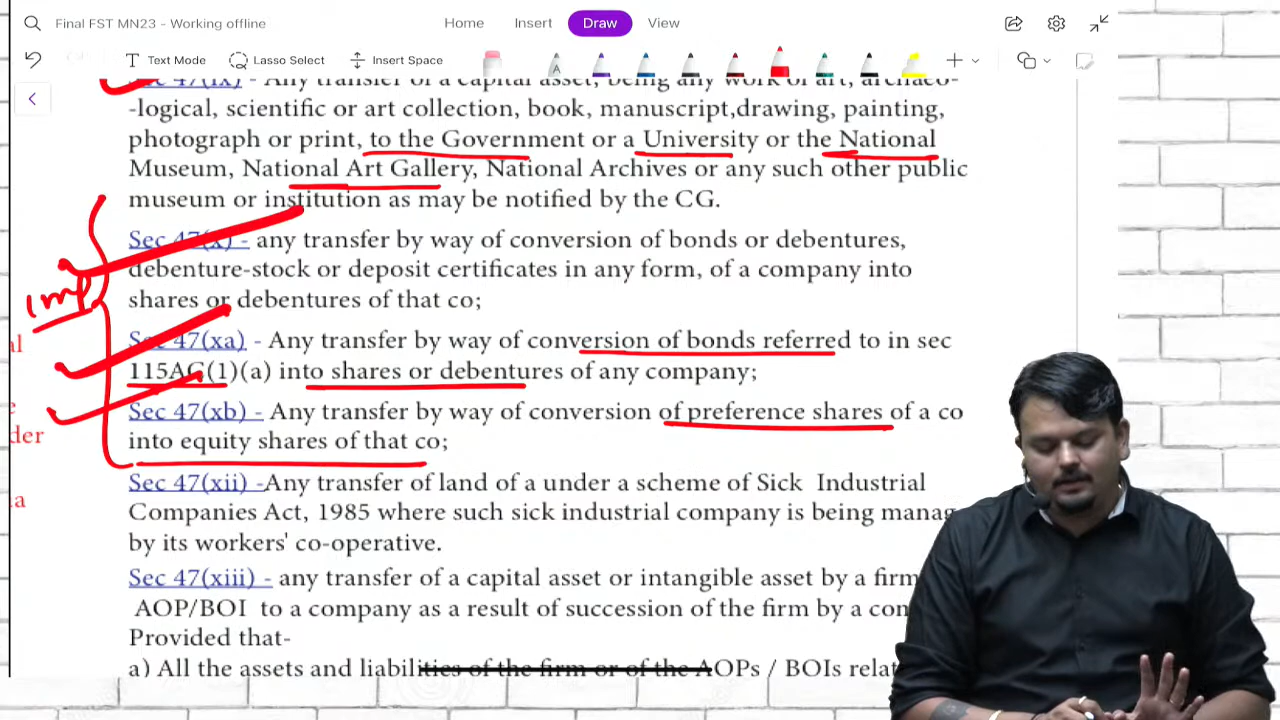 Final FST MN23 - Working offline
Home Insert Draw View
Text Mode Lasso Select Insert Space
Sec 47(ix) - Any transfer of a capital asset, being any work of art, archaeo-
-logical, scientific or art collection, book, manuscript,drawing, painting,
photograph or print, to the Government or a University or the National
Museum, National Art Gallery, National Archives or any such other public
museum or institution as may be notified by the CG.
Sec 47(x) - any transfer by way of conversion of bonds or debentures,
debenture-stock or deposit certificates in any form, of a company into
shares or debentures of that co;
Imp
Sec 47(xa) - Any transfer by way of conversion of bonds referred to in sec
al
115AC(1)(a) into shares or debentures of any company;
Sec 47(xb) - Any transfer by way of conversion of preference shares of a co
der
into equity shares of that co;
Sec 47(xii) -Any transfer of land of a under a scheme of Sick Industrial
a
Companies Act, 1985 where such sick industrial company is being manag
by its workers' co-operative.
Sec 47(xiii) - any transfer of a capital asset or intangible asset by a firm
AOP/BOI to a company as a result of succession of the firm by a con
Provided that-
a) All the assets and liabilities of the firm or of the AOPs / BOIs relat